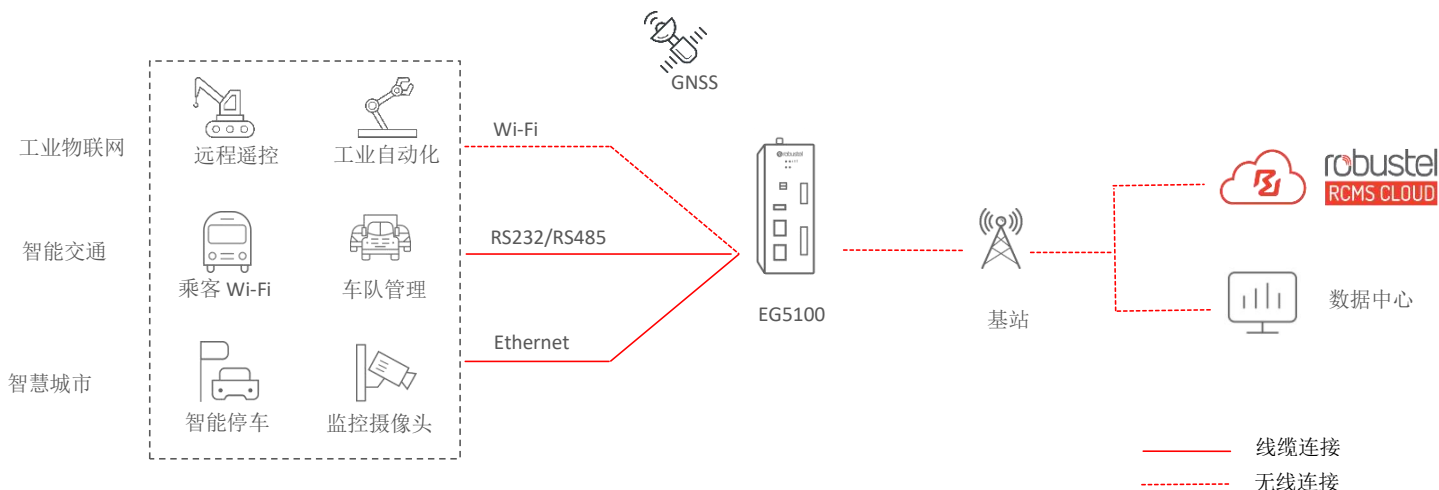 GNSS
工业物联网
远程遥控
工业自动化
Wi-Fi
智能交通
乘客 Wi-Fi
车队管理
RS232/RS485
智慧城市
智能停车
监控摄像头
Ethernet
robustel
EG5100
基站
robustel
RCMS CLOUD
数据中心
线缆连接
无线连接